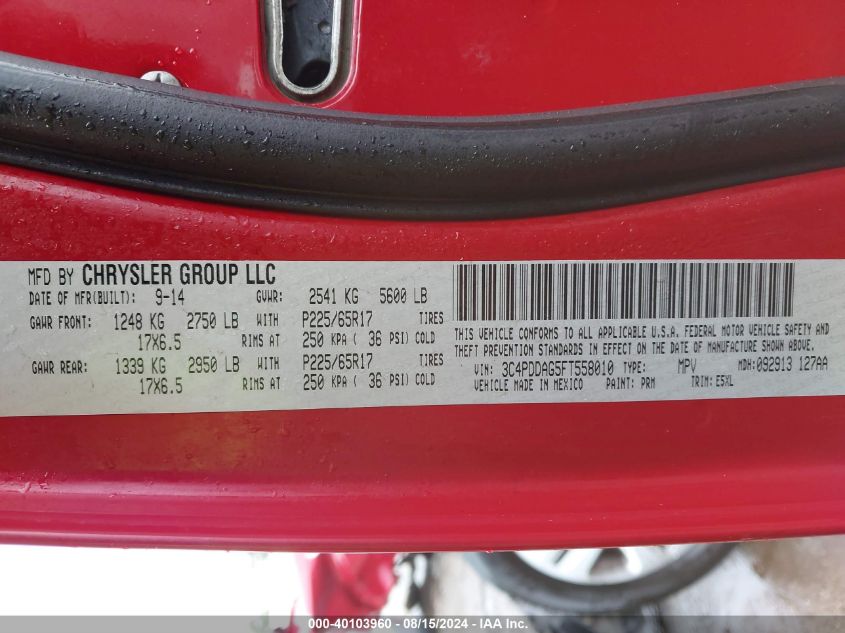 MFD BY CHRYSLER GROUP LLC
DATE OF MFR(BUILT): 9-14 GVWR: 2541 KG 5600 LB
GAWR FRONT: 1248 KG 2750 LB WITH P225/65R17 TIRES
17X6.5 RIMS AT 250 KPA ( 36 PSI) COLD
GAWR REAR: 1339 KG 2950 LB WITH P225/65R17 TIRES
17X6.5 RIMS AT 250 KPA ( 36 PSI) COLD
THIS VEHICLE CONFORMS TO ALL APPLICABLE U.S.A. FEDERAL MOTOR VEHICLE SAFETY AND
THEFT PREVENTION STANDARDS IN EFFECT ON THE DATE OF MANUFACTURE SHOWN ABOVE.
VIN: 3C4PDDAG5FT558010 TYPE: MPV MDH: 092913 127AA
VEHICLE MADE IN MEXICO PAINT: PRM TRIM: E5XL
000-40103960 - 08/15/2024 - IAA Inc.